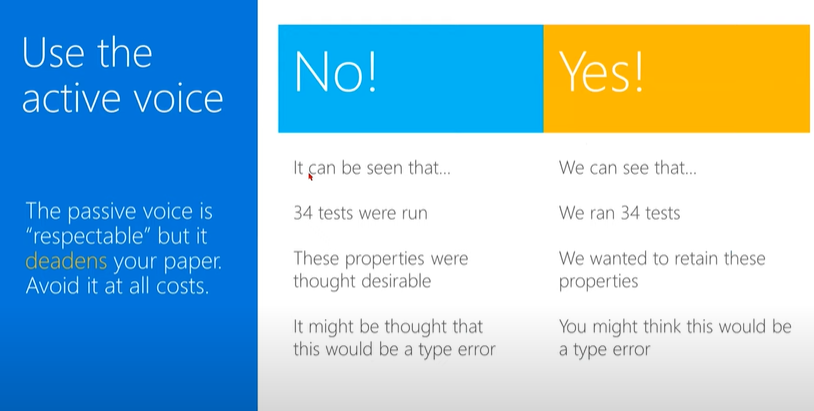 Use the
active voice
The passive voice is
“respectable” but it
deadens your paper.
Avoid it at all costs.
No!
Yes!
It can be seen that...
We can see that...
34 tests were run
We ran 34 tests
These properties were
thought desirable
We wanted to retain these
properties
It might be thought that
this would be a type error
You might think this would be
a type error